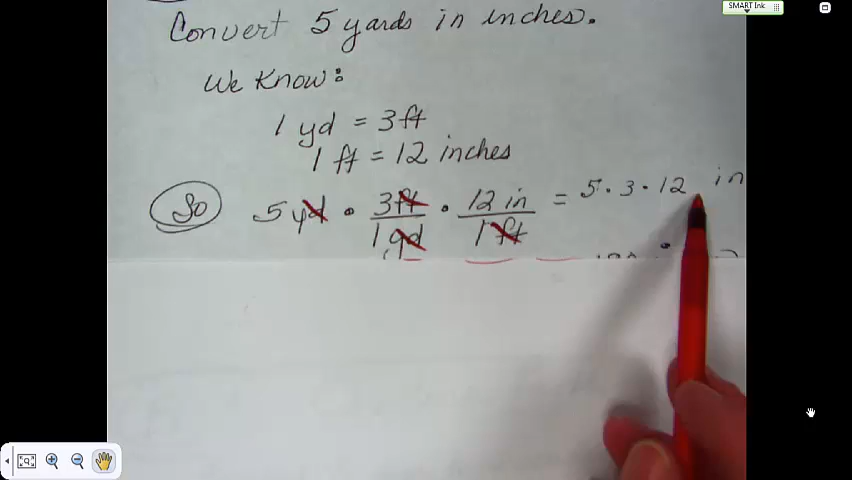 SMART Ink
Convert 5 yards in inches.
We Know:
1 yd = 3 ft
1 ft = 12 inches
So 5 yd · 3 ft / 1 yd · 12 in / 1 ft = 5 · 3 · 12 in